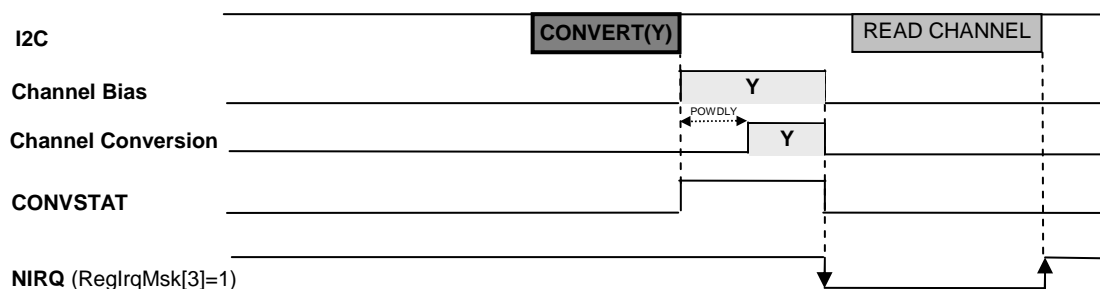 I2C CONVERT(Y) READ CHANNEL
Channel Bias Y
POWDLY
Channel Conversion Y
CONVSTAT
NIRQ (RegIrqMsk[3]=1)